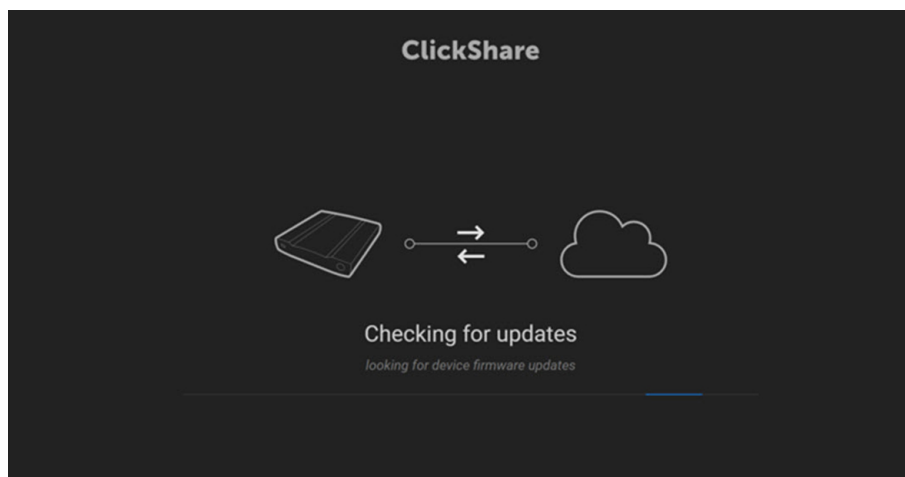 ClickShare
Checking for updates
looking for device firmware updates